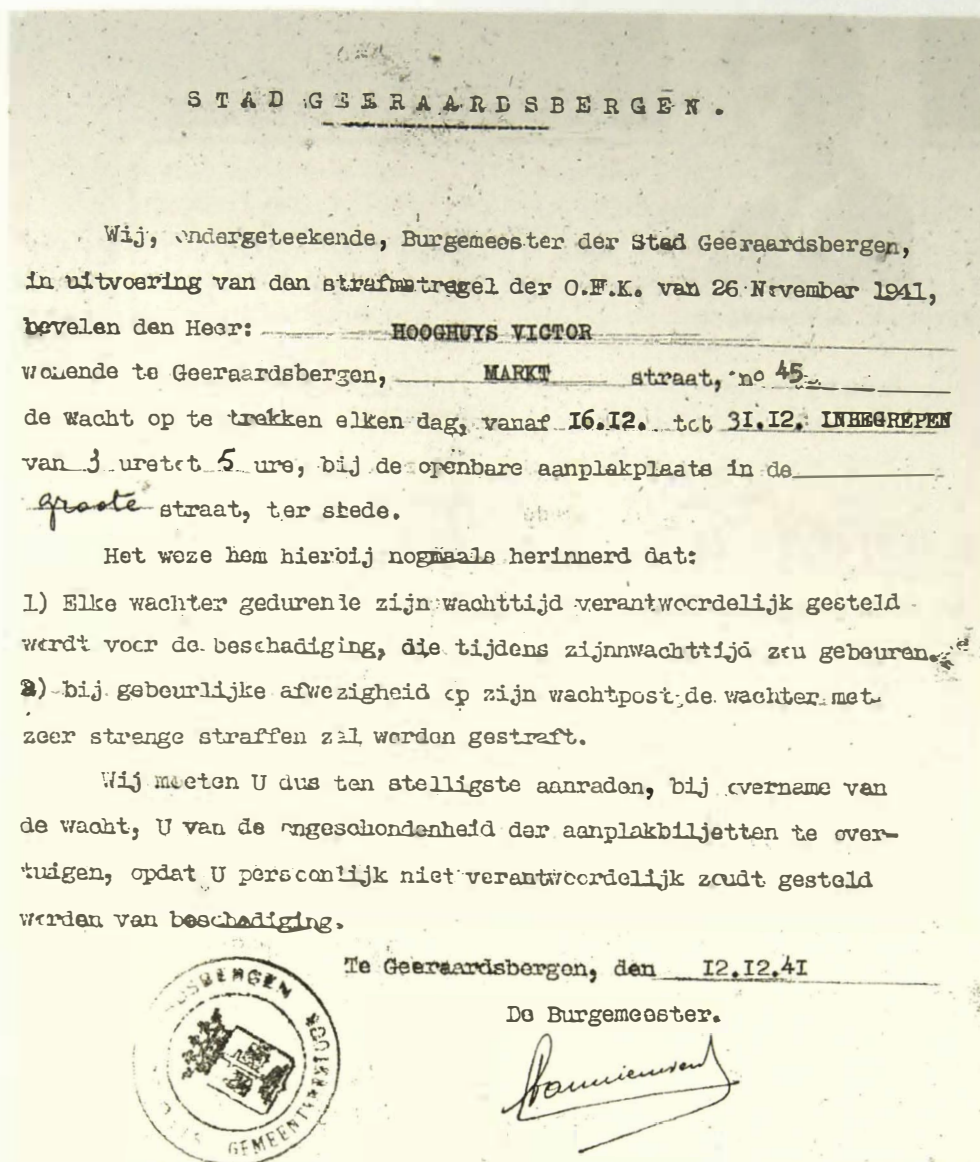 STAD GEERAARDSBERGEN.
Wij, ondergeteekende, Burgemeester der Stad Geeraardsbergen,
in uitvoering van den strafmatregel der O.F.K. van 26 November 1941,
bevelen den Heer: HOOGHUYS VICTOR
wonende te Geeraardsbergen, MARKT straat, no 45
de wacht op te trekken elken dag, vanaf 16.12. tot 31.12. INBEGREPEN
van 3 uretot 5 ure, bij de openbare aanplakplaats in de
groote straat, ter stede.
Het weze hem hierbij nogmaals herinnerd dat:
1) Elke wachter gedurende zijn wachttijd verantwoordelijk gesteld
wordt voor de beschadiging, die tijdens zijnnwachttijd zou gebeuren.
2) bij gebeurlijke afwezigheid op zijn wachtpost de wachter met
zeer strenge straffen zal worden gestraft.
Wij moeten U dus ten stelligste aanraden, bij overname van
de wacht, U van de ongeschondenheid der aanplakbiljetten te over-
tuigen, opdat U persoonlijk niet verantwoordelijk zoudt gesteld
worden van beschadiging.
Te Geeraardsbergen, den 12.12.41
De Burgemeester.